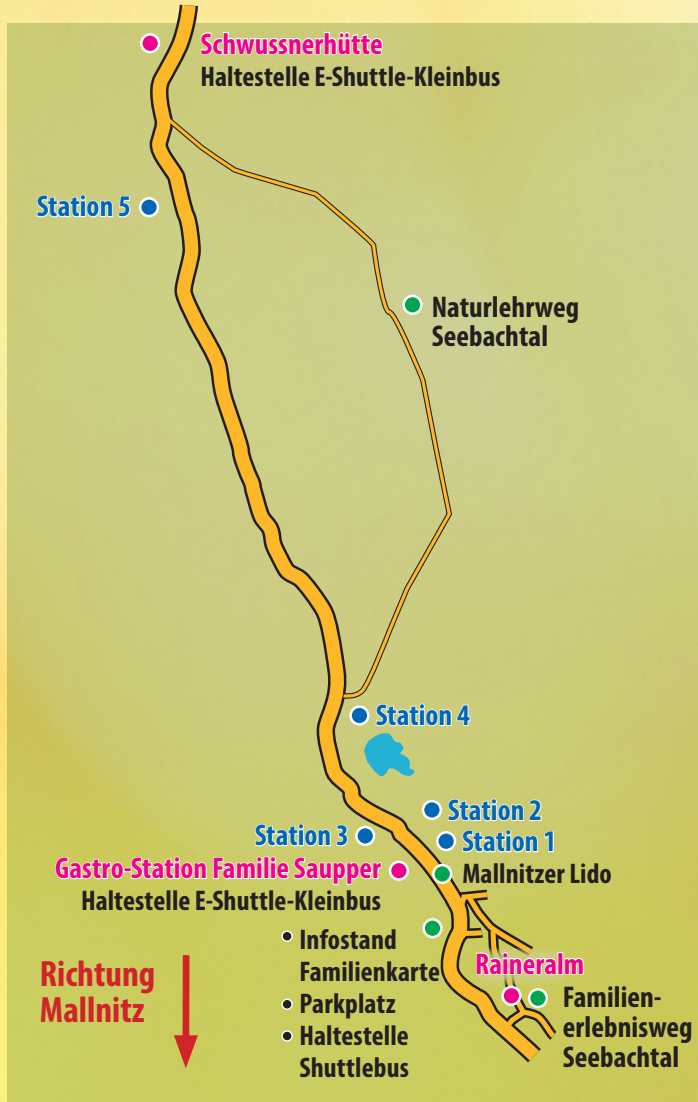 Schwussnerhütte
Haltestelle E-Shuttle-Kleinbus
Station 5
Naturlehrweg
Seebachtal
Station 4
Station 2
Station 3
Station 1
Gastro-Station Familie Saupper
Mallnitzer Lido
Haltestelle E-Shuttle-Kleinbus
• Infostand
Familienkarte
• Parkplatz
• Haltestelle
Shuttlebus
Richtung
Mallnitz
Raineralm
Familien-
erlebnisweg
Seebachtal